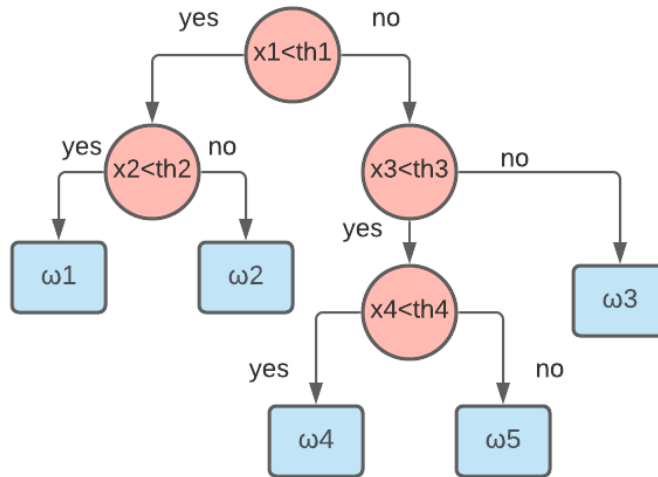 yes
no
x1<th1
yes
no
x2<th2
x3<th3
no
yes
ω1
ω2
ω3
x4<th4
yes
no
ω4
ω5